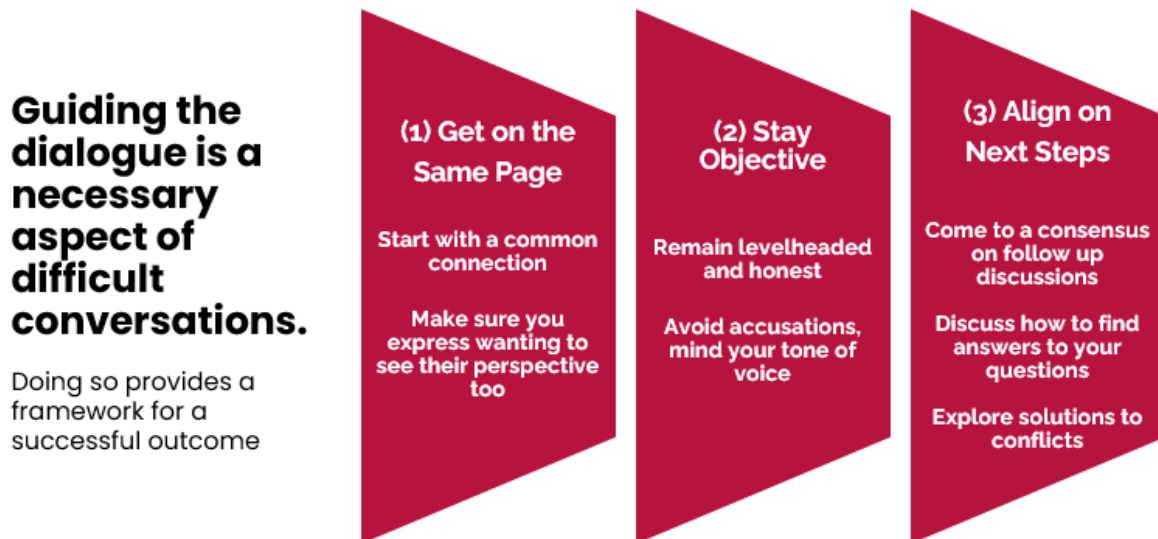 Guiding the
dialogue is a
necessary
aspect of
difficult
conversations.
Doing so provides a
framework for a
successful outcome
(1) Get on the
Same Page
Start with a common
connection
Make sure you
express wanting to
see their perspective
too
(2) Stay
Objective
Remain levelheaded
and honest
Avoid accusations,
mind your tone of
voice
(3) Align on
Next Steps
Come to a consensus
on follow up
discussions
Discuss how to find
answers to your
questions
Explore solutions to
conflicts